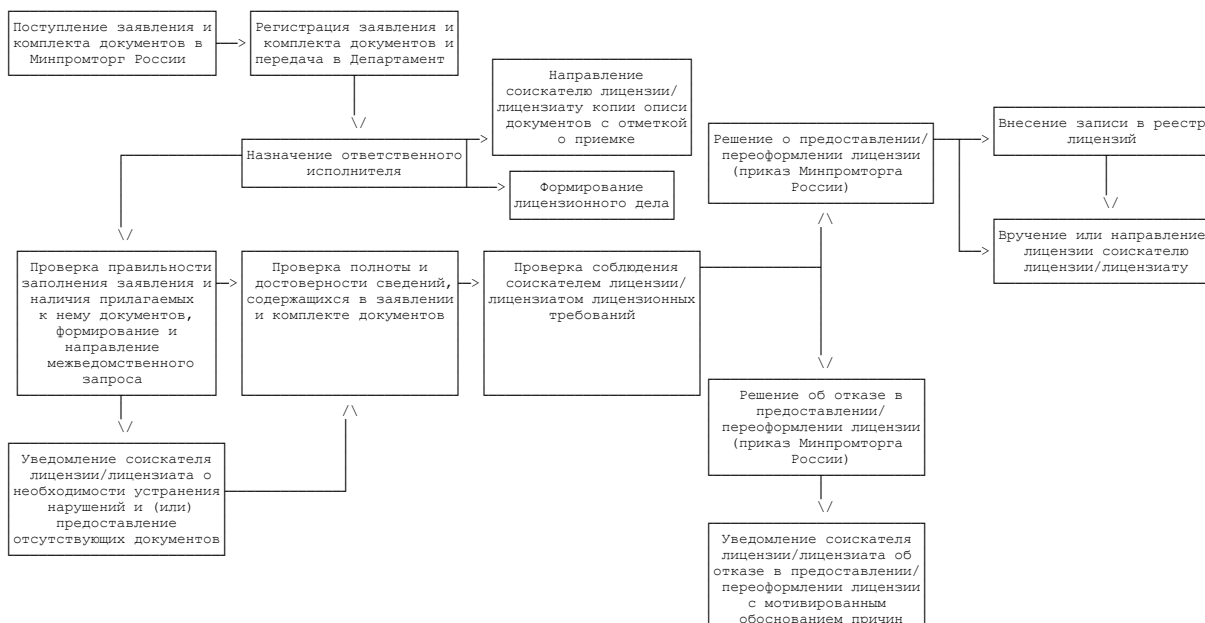 Поступление заявления и
комплекта документов в
Минпромторг России
Регистрация заявления и
комплекта документов и
передача в Департамент
Направление
соискателю лицензии/
лицензиату копии описи
документов с отметкой
о приемке
Назначение ответственного
исполнителя
Формирование
лицензионного дела
Решение о предоставлении/
переоформлении лицензии
(приказ Минпромторга
России)
Внесение записи в реестр
лицензий
Вручение или направление
лицензии соискателю
лицензии/лицензиату
Проверка правильности
заполнения заявления и
наличия прилагаемых
к нему документов,
формирование и
направление
межведомственного
запроса
Проверка полноты и
достоверности сведений,
содержащихся в заявлении
и комплекте документов
Проверка соблюдения
соискателем лицензии/
лицензиатом лицензионных
требований
Решение об отказе в
предоставлении/
переоформлении лицензии
(приказ Минпромторга
России)
Уведомление соискателя
лицензии/лицензиата о
необходимости устранения
нарушений и (или)
предоставление
отсутствующих документов
Уведомление соискателя
лицензии/лицензиата об
отказе в предоставлении/
переоформлении лицензии
с мотивированным
обоснованием причин